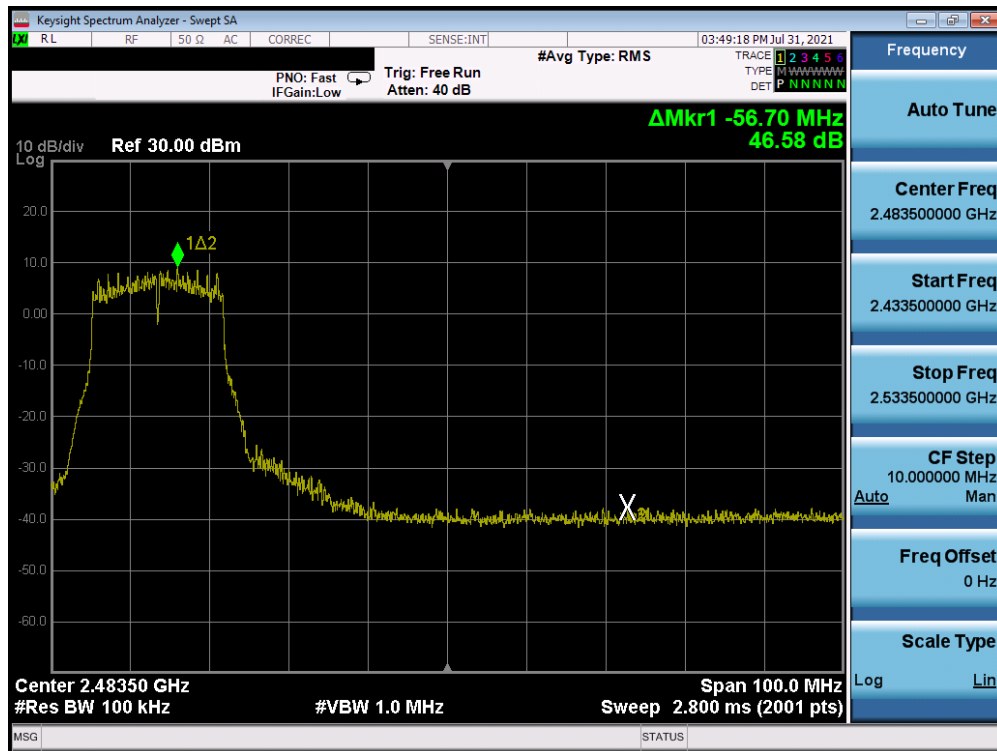 Keysight Spectrum Analyzer - Swept SA
LXI RL RF 50 Ω AC CORREC SENSE:INT 03:49:18 PM Jul 31, 2021
#Avg Type: RMS
TRACE 1 2 3 4 5 6
TYPE M W W W W W
DET P N N N N N
PNO: Fast
IFGain:Low
Trig: Free Run
Atten: 40 dB
ΔMkr1 -56.70 MHz
46.58 dB
10 dB/div Ref 30.00 dBm
Log
20.0
1Δ2
10.0
0.00
-10.0
-20.0
-30.0
-40.0
X2
-50.0
-60.0
Center 2.48350 GHz Span 100.0 MHz
#Res BW 100 kHz #VBW 1.0 MHz Sweep 2.800 ms (2001 pts)
MSG STATUS
Frequency
Auto Tune
Center Freq
2.483500000 GHz
Start Freq
2.433500000 GHz
Stop Freq
2.533500000 GHz
CF Step
10.000000 MHz
Auto Man
Freq Offset
0 Hz
Scale Type
Log Lin